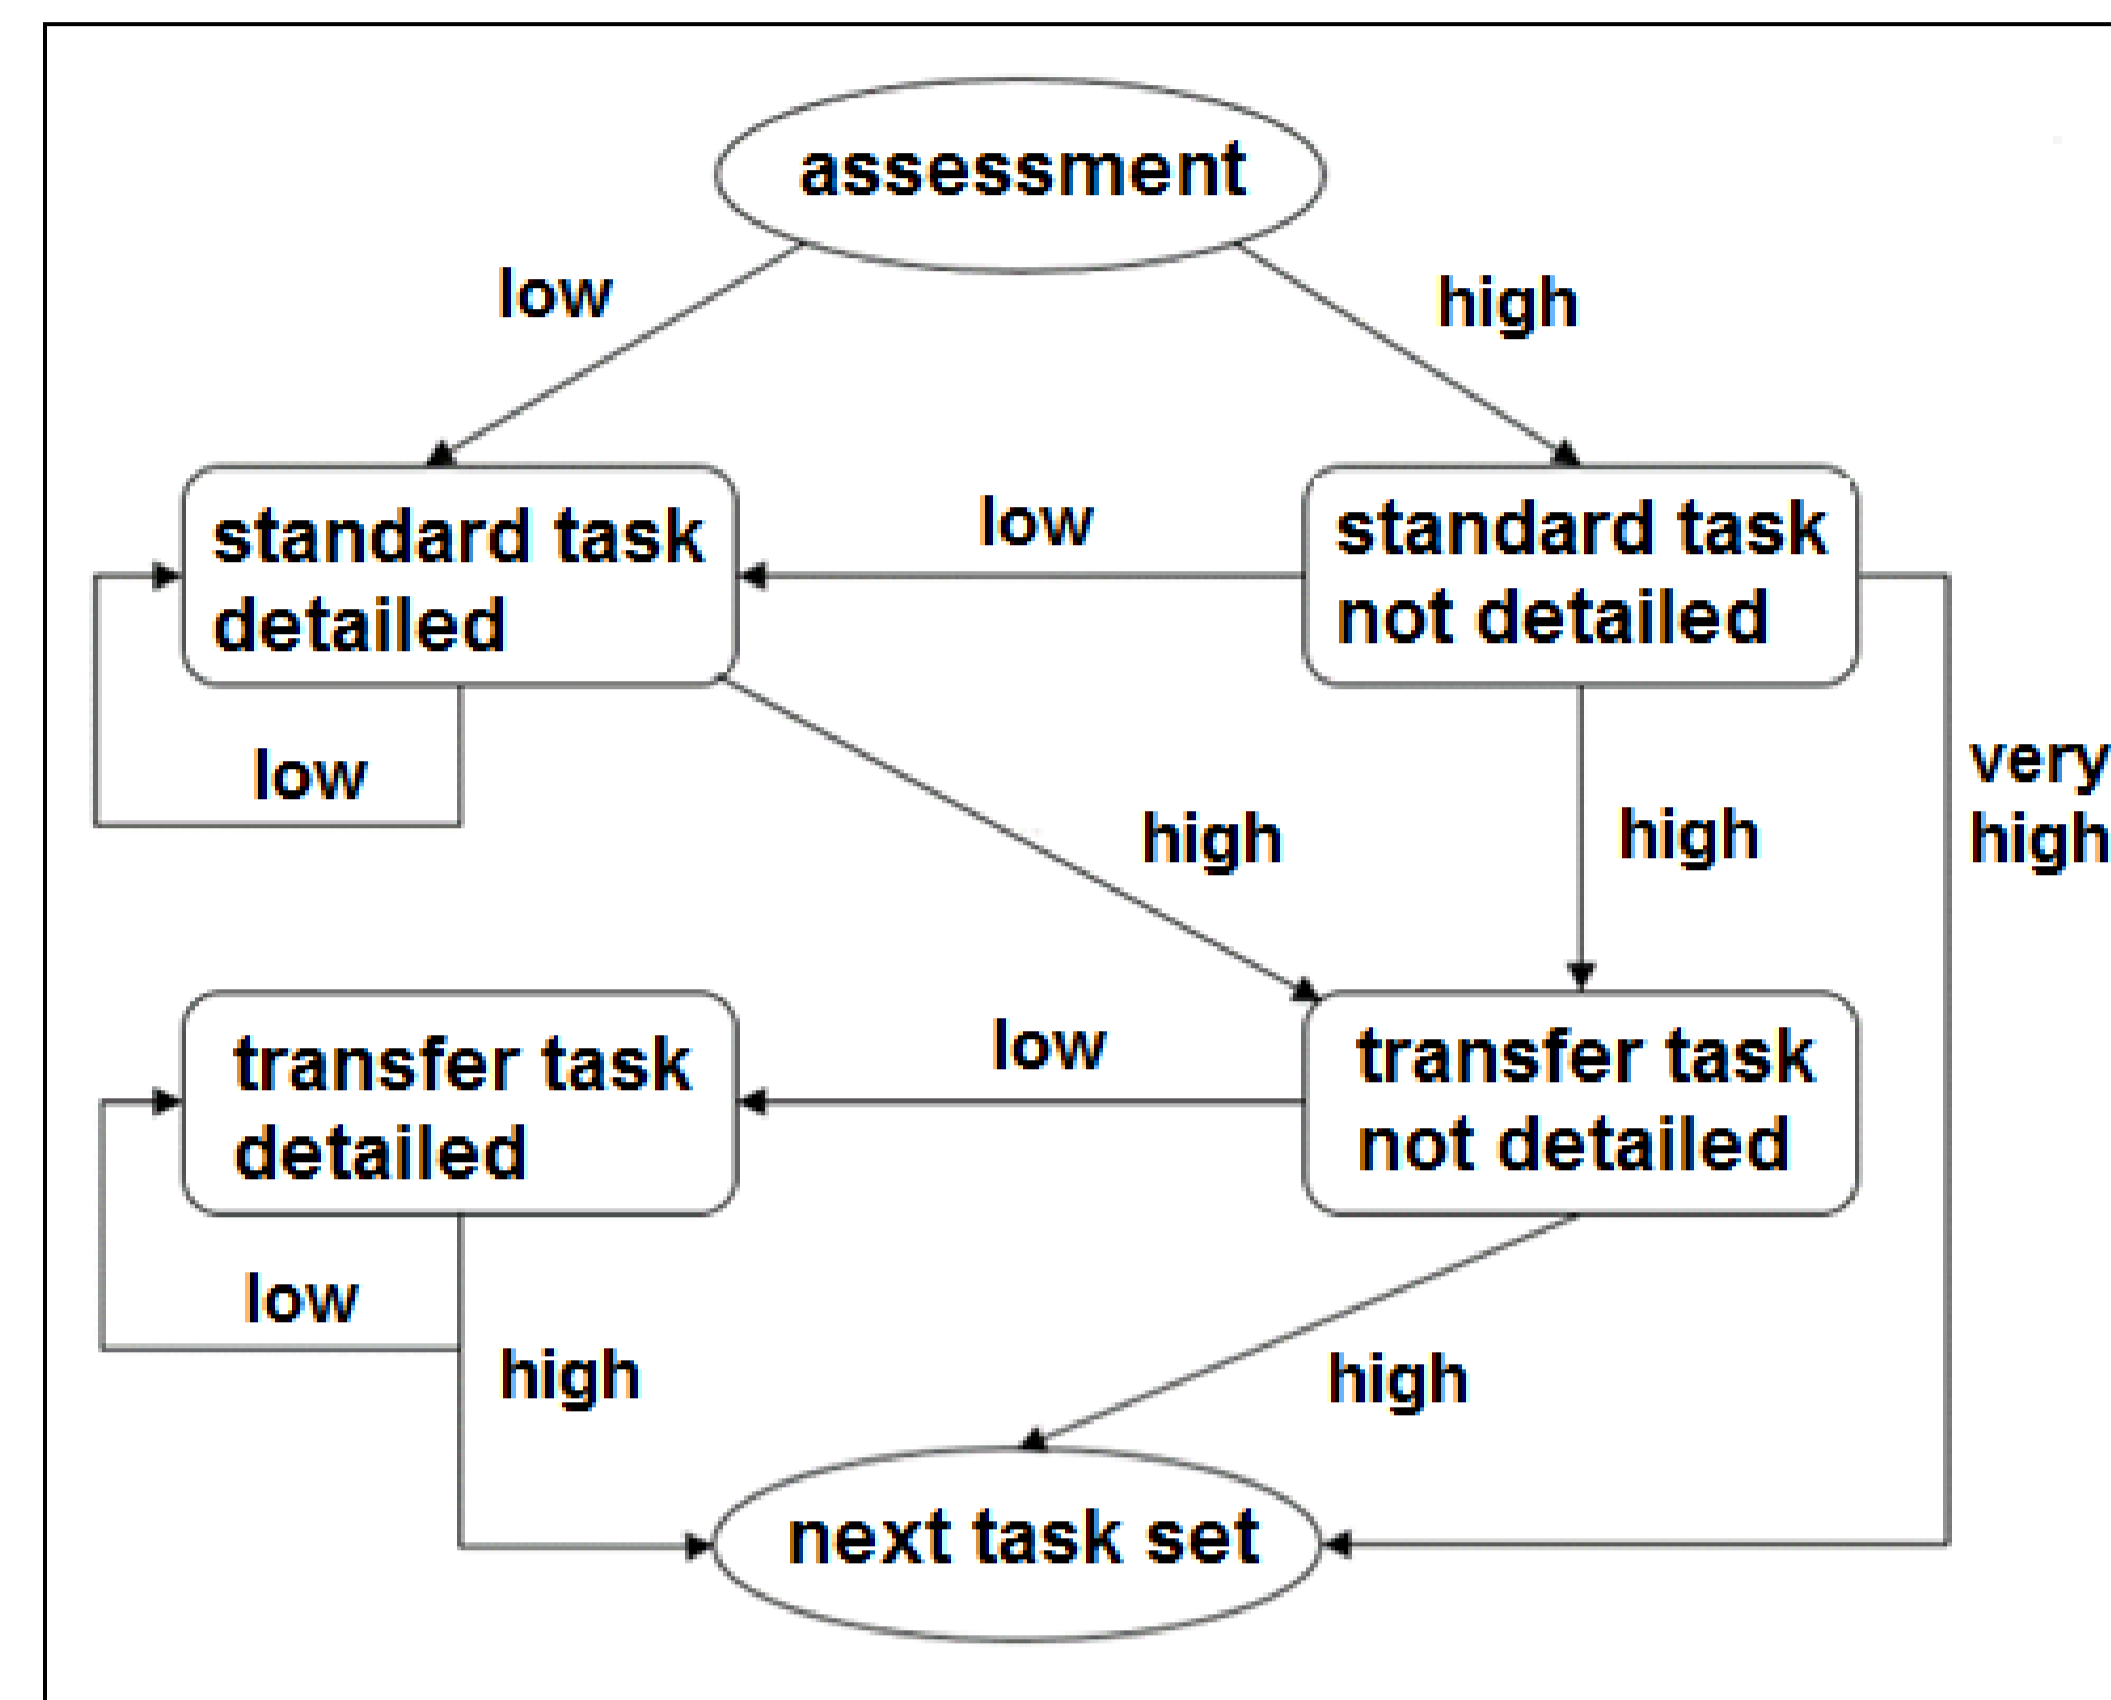 assessment
low
high
standard task
detailed
low
standard task
not detailed
low
high
high
very
high
transfer task
detailed
low
transfer task
not detailed
low
high
high
next task set